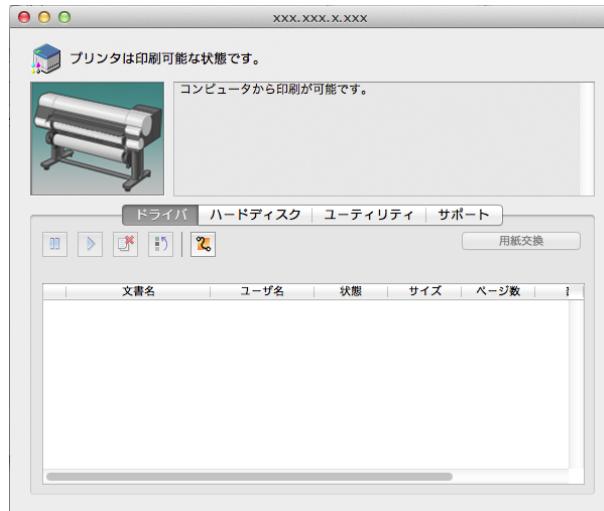 xxx.xxx.x.xxx
プリンタは印刷可能な状態です。
コンピュータから印刷が可能です。
ドライバ ハードディスク ユーティリティ サポート
用紙交換
文書名 ユーザ名 状態 サイズ ページ数